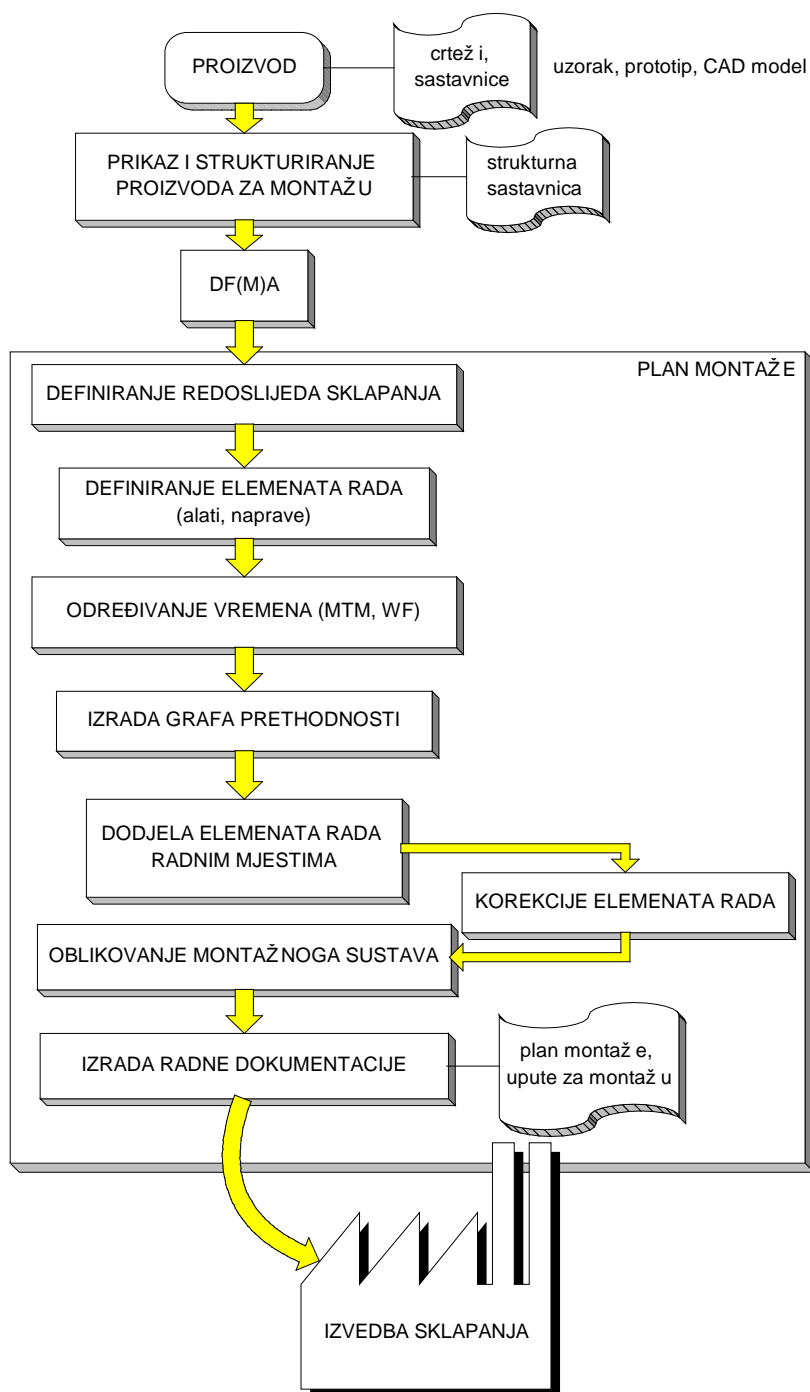 PROIZVOD
crtež i,
sastavnice
uzorak, prototip, CAD model
PRIKAZ I STRUKTURIRANJE
PROIZVODA ZA MONTAŽU
strukturna
sastavnica
DF(M)A
PLAN MONTAŽE
DEFINIRANJE REDOSLIJEDA SKLAPANJA
DEFINIRANJE ELEMENATA RADA
(alati, naprave)
ODREĐIVANJE VREMENA (MTM, WF)
IZRADA GRAFA PRETHODNOSTI
DODJELA ELEMENATA RADA
RADNIM MJESTIMA
KOREKCIJE ELEMENATA RADA
OBLIKOVANJE MONTAŽNOGA SUSTAVA
IZRADA RADNE DOKUMENTACIJE
plan montaž e,
upute za montaž u
IZVEDBA SKLAPANJA